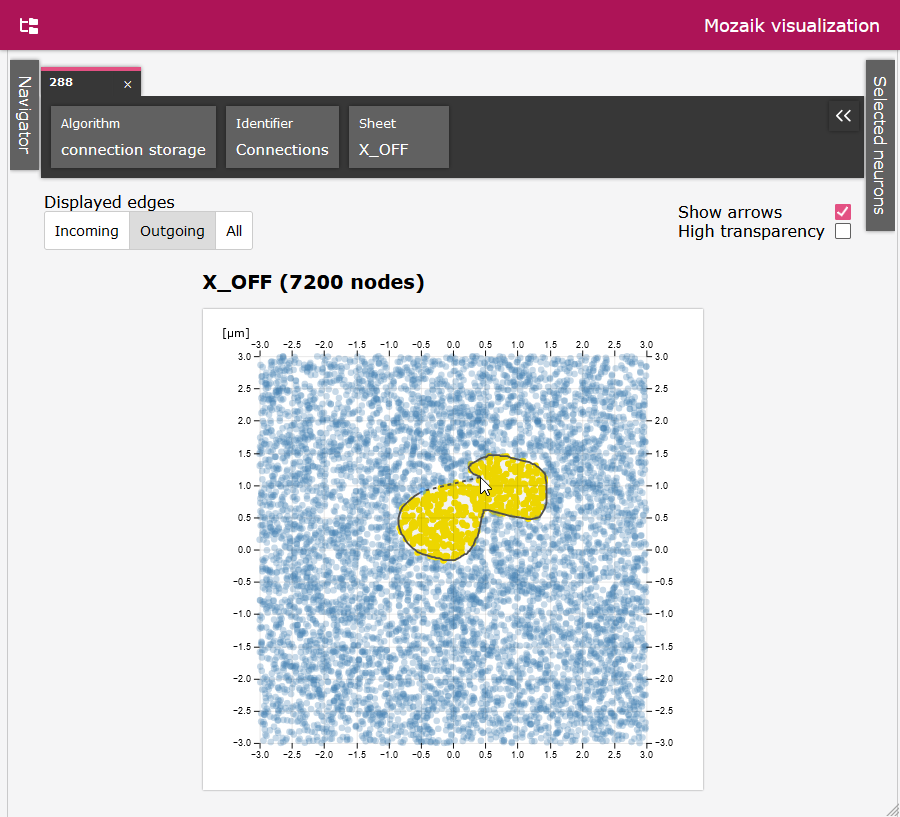 Mozaik visualization
Navigator
288 ×
Selected neurons
Algorithm
connection storage
Identifier
Connections
Sheet
X_OFF
Displayed edges
Incoming Outgoing All
Show arrows
High transparency
X_OFF (7200 nodes)
[μm]
−3.0 −2.5 −2.0 −1.5 −1.0 −0.5 0.0 0.5 1.0 1.5 2.0 2.5 3.0
3.0 3.0
2.5 2.5
2.0 2.0
1.5 1.5
1.0 1.0
0.5 0.5
0.0 0.0
−0.5 −0.5
−1.0 −1.0
−1.5 −1.5
−2.0 −2.0
−2.5 −2.5
−3.0 −3.0
−3.0 −2.5 −2.0 −1.5 −1.0 −0.5 0.0 0.5 1.0 1.5 2.0 2.5 3.0